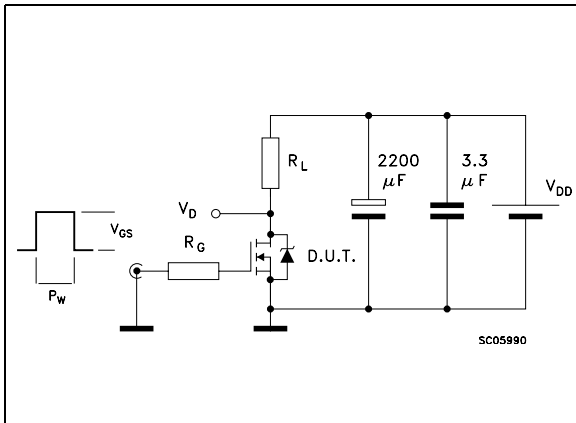 2200
μF
3.3
μF
R_L
V_DD
V_D
V_GS
R_G
D.U.T.
P_W
SC05990